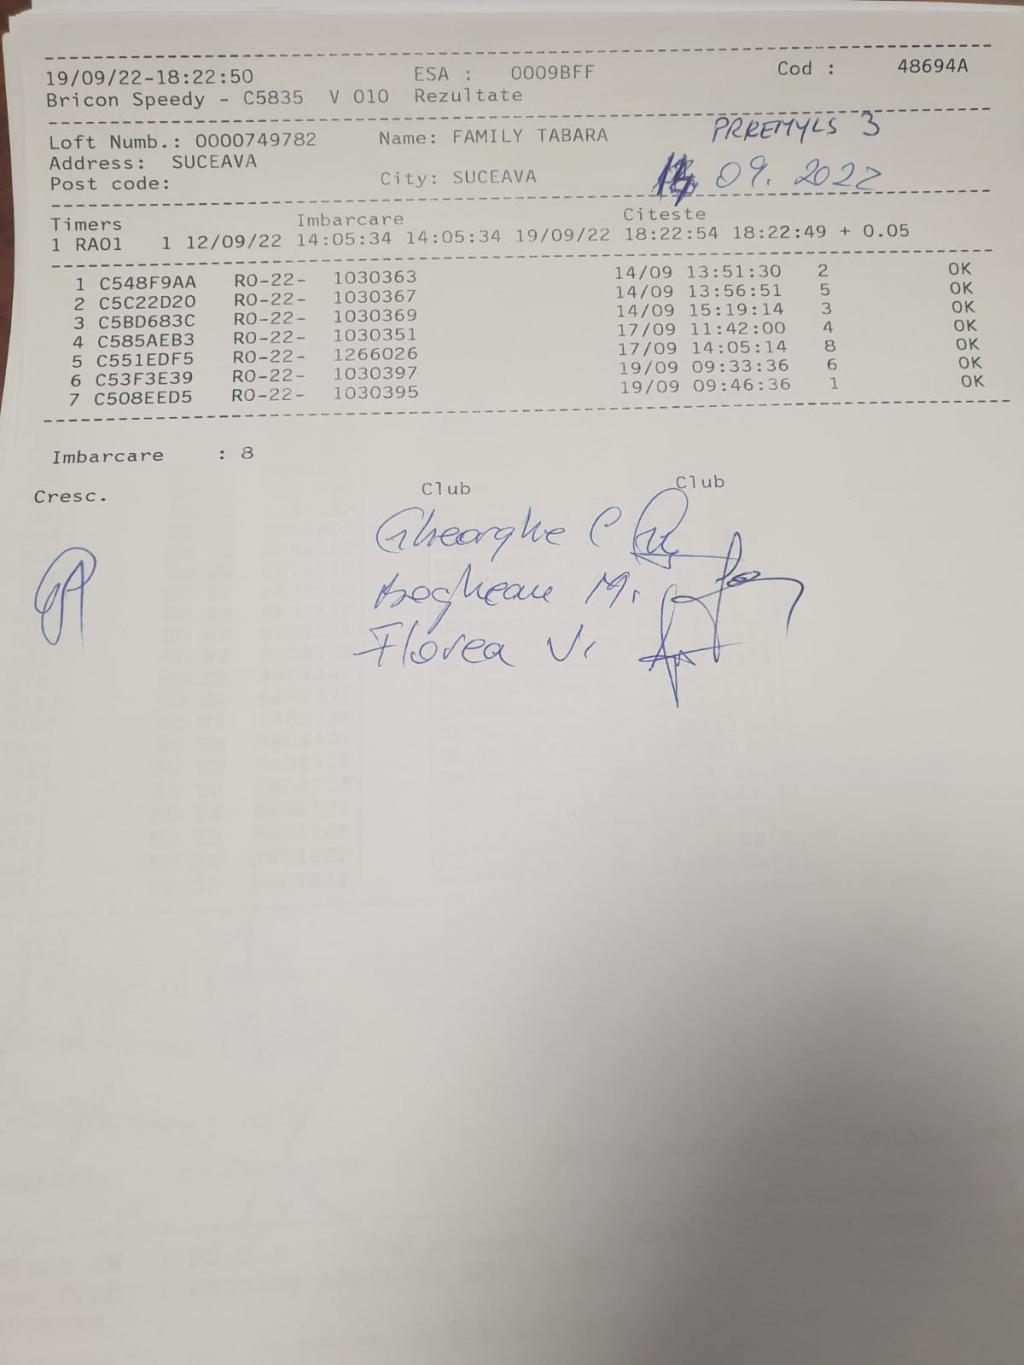 19/09/22-18:22:50 ESA : 0009BFF Cod : 48694A
Bricon Speedy - C5835 V 010 Rezultate
Loft Numb.: 0000749782 Name: FAMILY TABARA PRREMYLS 3
Address: SUCEAVA
Post code: City: SUCEAVA 09. 2022
Timers Imbarcare Citeste
1 RA01 1 12/09/22 14:05:34 14:05:34 19/09/22 18:22:54 18:22:49 + 0.05
1 C548F9AA RO-22- 1030363 14/09 13:51:30 2 OK
2 C5C22D20 RO-22- 1030367 14/09 13:56:51 5 OK
3 C5BD683C RO-22- 1030369 14/09 15:19:14 3 OK
4 C585AEB3 RO-22- 1030351 17/09 11:42:00 4 OK
5 C551EDF5 RO-22- 1266026 17/09 14:05:14 8 OK
6 C53F3E39 RO-22- 1030397 19/09 09:33:36 6 OK
7 C508EED5 RO-22- 1030395 19/09 09:46:36 1 OK
Imbarcare : 8
Cresc. Club Club
Gheorghe C
M.
Florea V.